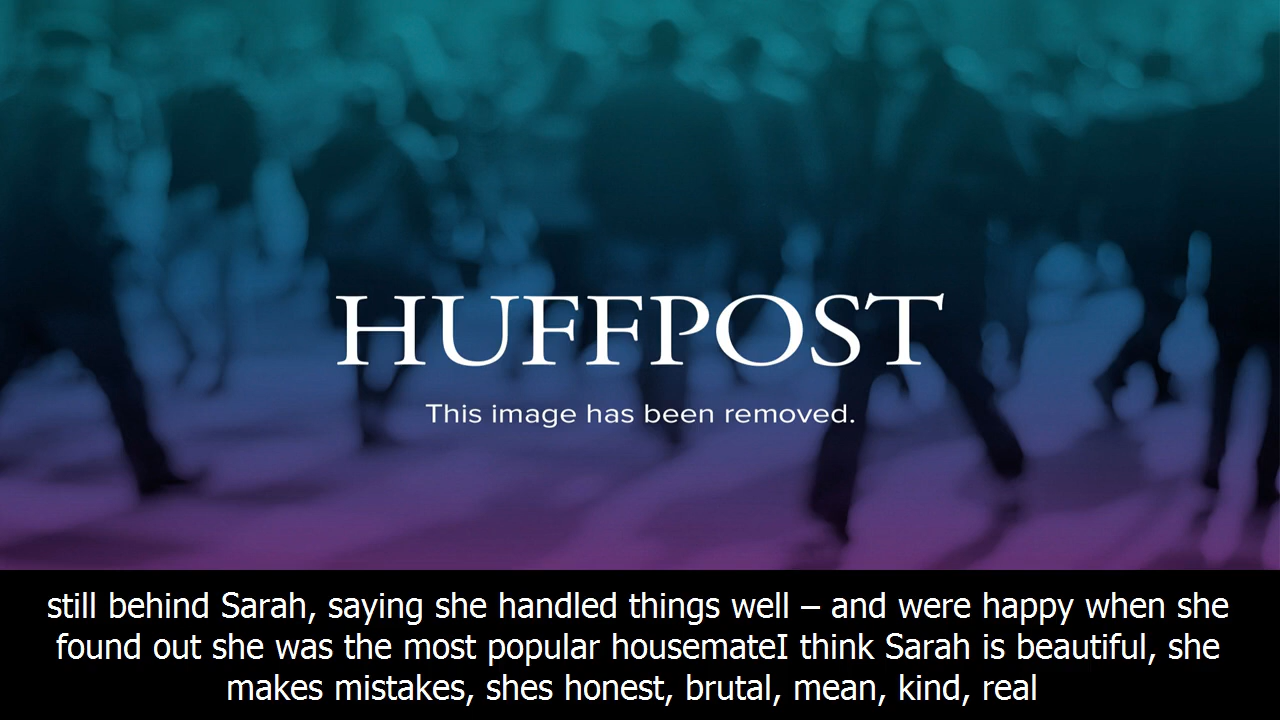 HUFFPOST
This image has been removed.
still behind Sarah, saying she handled things well – and were happy when she
found out she was the most popular housemateI think Sarah is beautiful, she
makes mistakes, shes honest, brutal, mean, kind, real